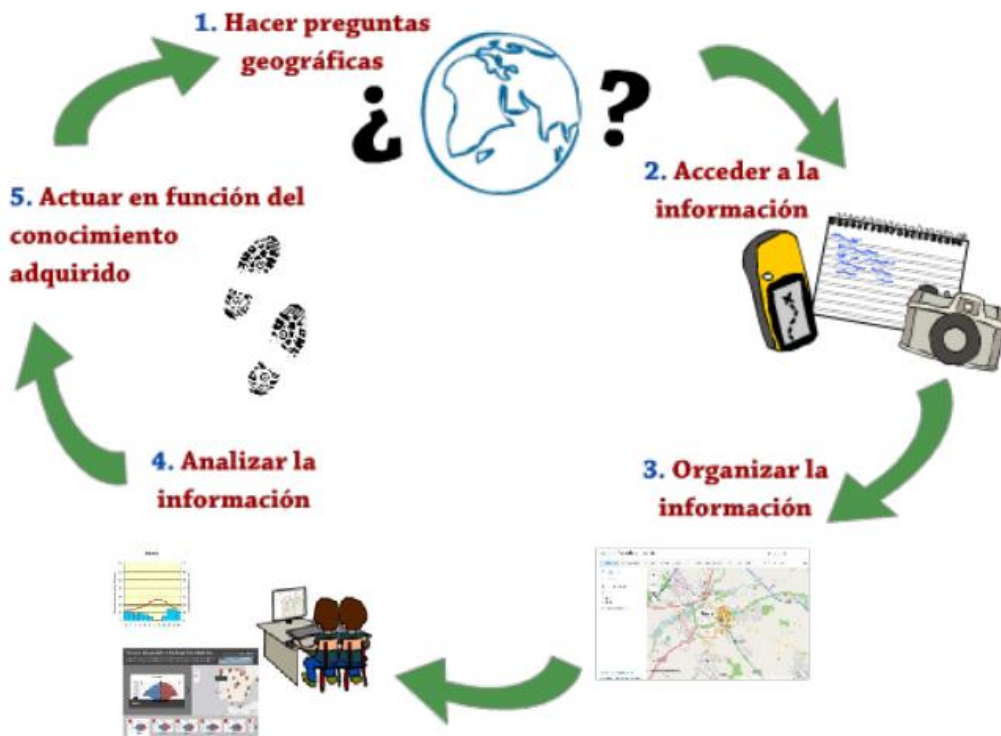 1. Hacer preguntas
geográficas
¿
?
2. Acceder a la
información
3. Organizar la
información
4. Analizar la
información
5. Actuar en función del
conocimiento
adquirido